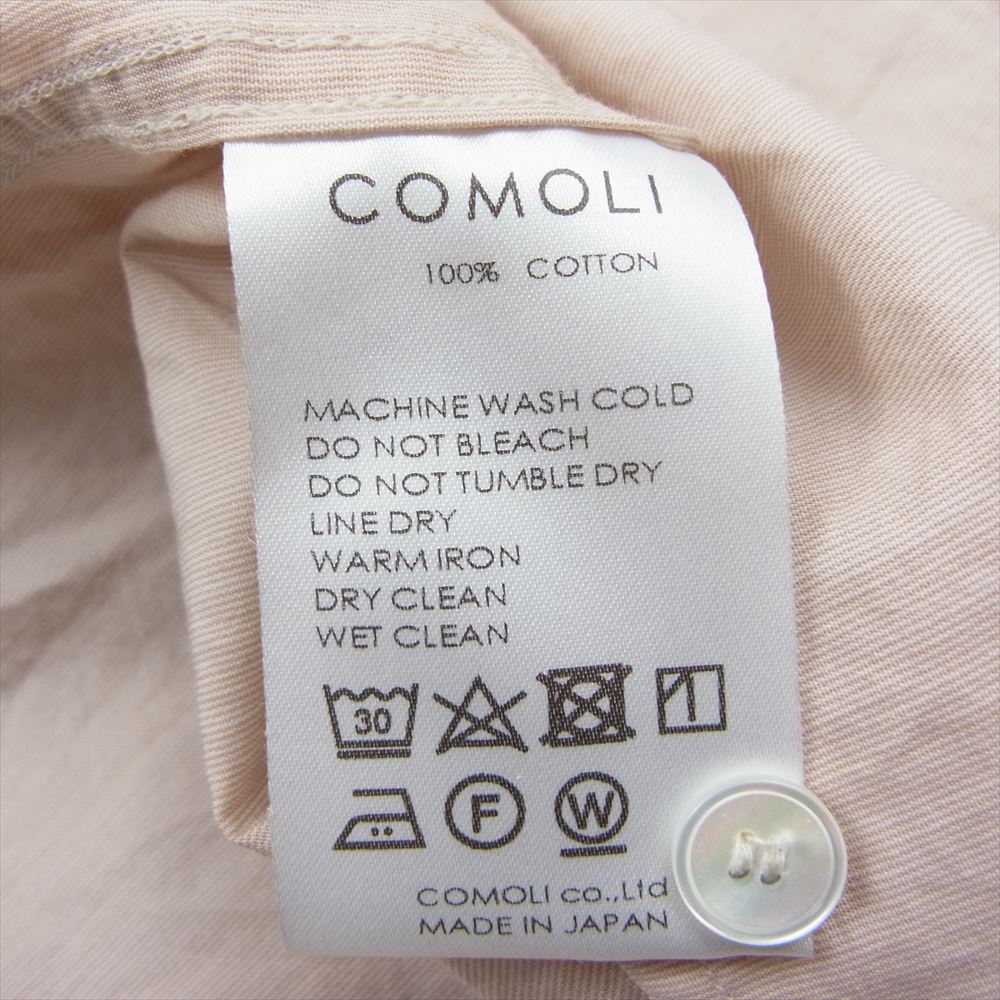 COMOLI
100% COTTON
MACHINE WASH COLD
DO NOT BLEACH
DO NOT TUMBLE DRY
LINE DRY
WARM IRON
DRY CLEAN
WET CLEAN
30
F W
COMOLI co.,Ltd
MADE IN JAPAN